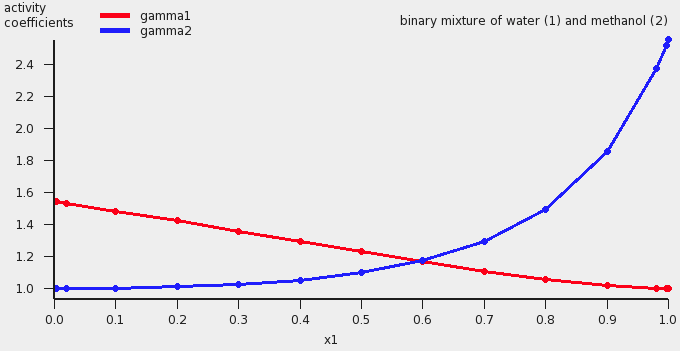 activity
coefficients
gamma1
gamma2
binary mixture of water (1) and methanol (2)
2.4
2.2
2.0
1.8
1.6
1.4
1.2
1.0
0.0 0.1 0.2 0.3 0.4 0.5 0.6 0.7 0.8 0.9 1.0
x1